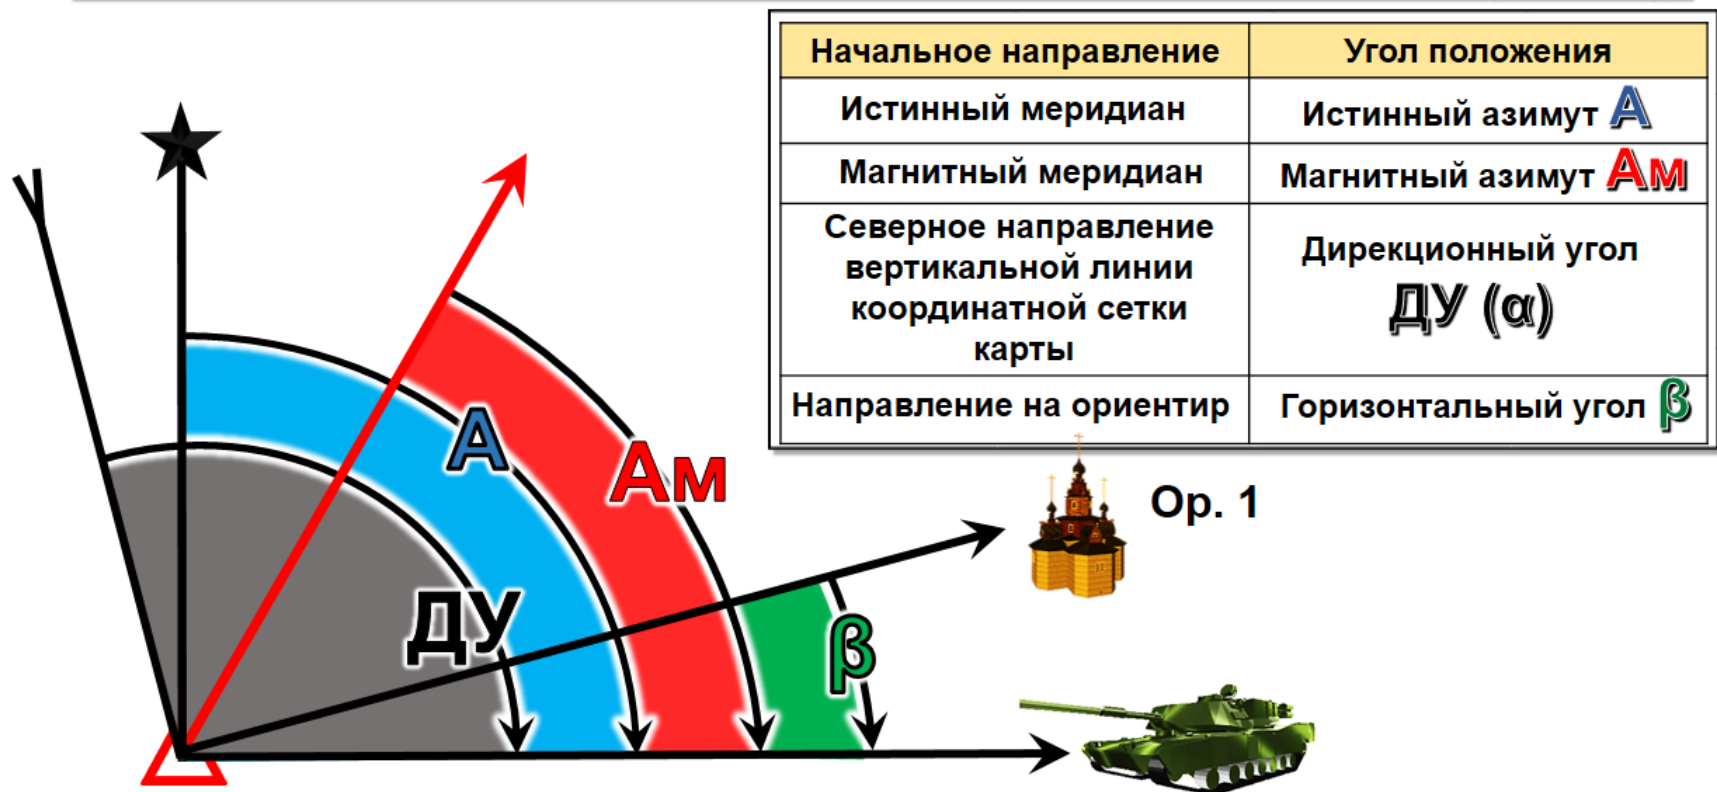 Начальное направление
Угол положения
Истинный меридиан
Истинный азимут А
Магнитный меридиан
Магнитный азимут Ам
Северное направление
вертикальной линии
координатной сетки
карты
Дирекционный угол
ДУ (α)
Направление на ориентир
Горизонтальный угол β
А
Ам
Ор. 1
ДУ
β